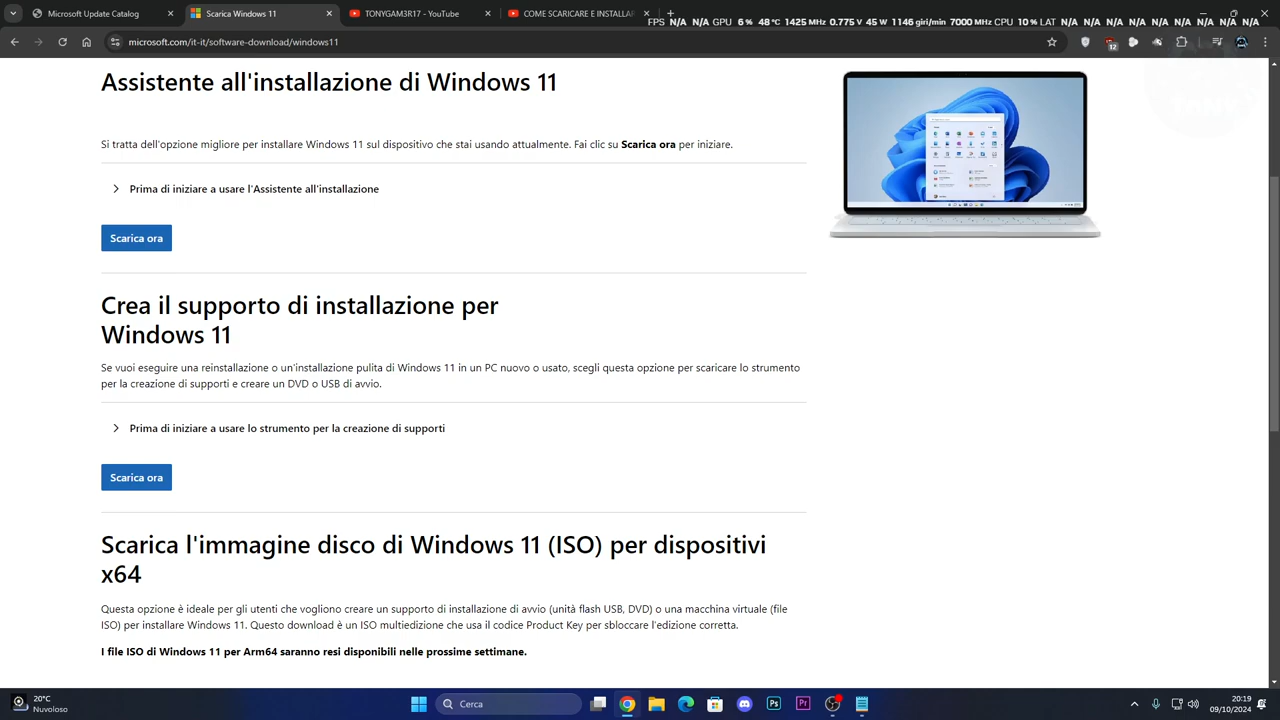 Microsoft Update Catalog
Scarica Windows 11
TONYGAM3R17 - YouTube
COME SCARICARE E INSTALLA
FPS N/A N/A GPU 6 % 48 °C 1425 MHz 0.775 V 45 W 1146 giri/min 7000 MHz CPU 10 % LAT N/A N/A N/A N/A N/A N/A N/A N/A N/A
microsoft.com/it-it/software-download/windows11
12
Assistente all'installazione di Windows 11
Si tratta dell'opzione migliore per installare Windows 11 sul dispositivo che stai usando attualmente. Fai clic su Scarica ora per iniziare.
Prima di iniziare a usare l'Assistente all'installazione
Scarica ora
Crea il supporto di installazione per
Windows 11
Se vuoi eseguire una reinstallazione o un'installazione pulita di Windows 11 in un PC nuovo o usato, scegli questa opzione per scaricare lo strumento
per la creazione di supporti e creare un DVD o USB di avvio.
Prima di iniziare a usare lo strumento per la creazione di supporti
Scarica ora
Scarica l'immagine disco di Windows 11 (ISO) per dispositivi
x64
Questa opzione è ideale per gli utenti che vogliono creare un supporto di installazione di avvio (unità flash USB, DVD) o una macchina virtuale (file
ISO) per installare Windows 11. Questo download è un ISO multiedizione che usa il codice Product Key per sbloccare l'edizione corretta.
I file ISO di Windows 11 per Arm64 saranno resi disponibili nelle prossime settimane.
20°C
Nuvoloso
Cerca
Ps
Pr
20:19
09/10/2024